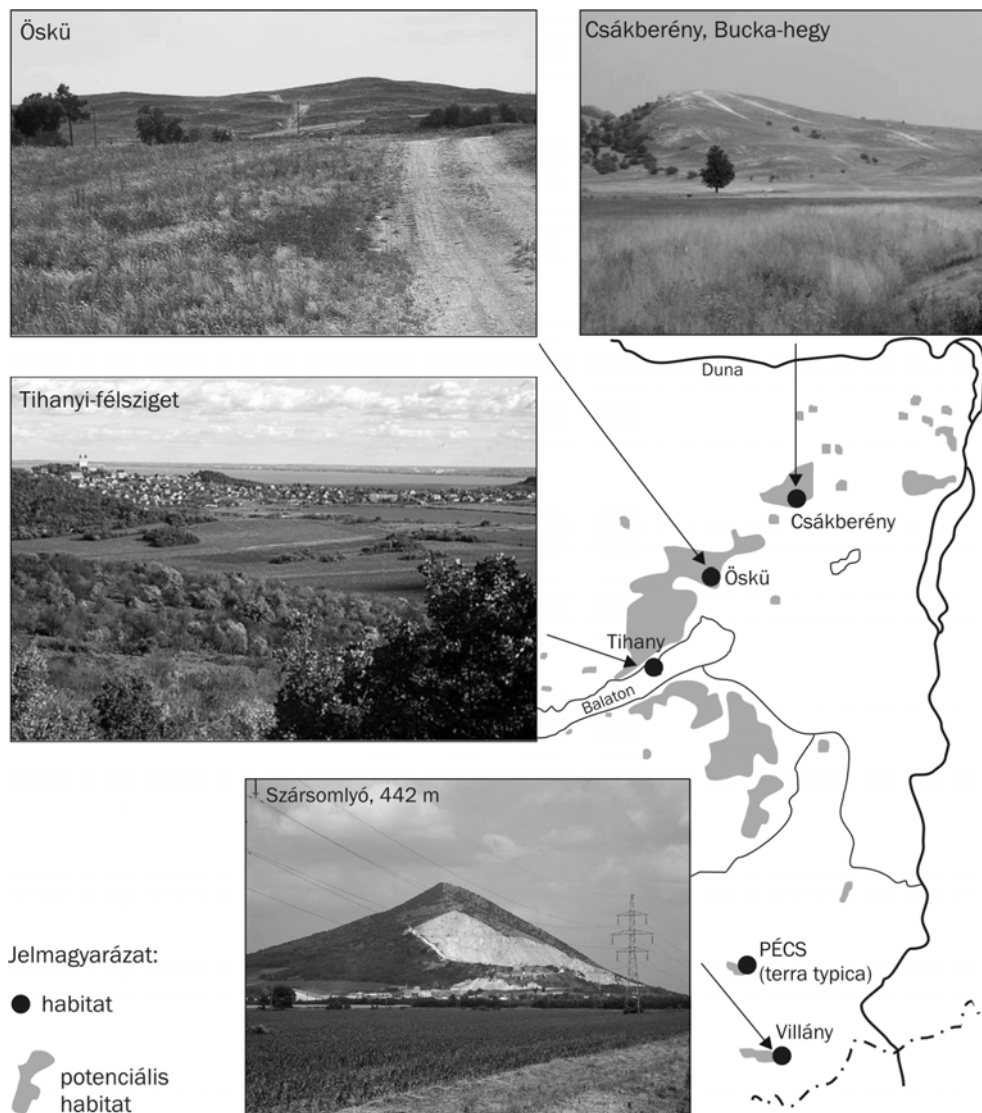 Öskü
Csákberény, Bucka-hegy
Tihanyi-félsziget
Duna
Csákberény
Öskü
Tihany
Balaton
Szársomlyó, 442 m
Jelmagyarázat:
habitat
potenciális
habitat
PÉCS
(terra typica)
Villány